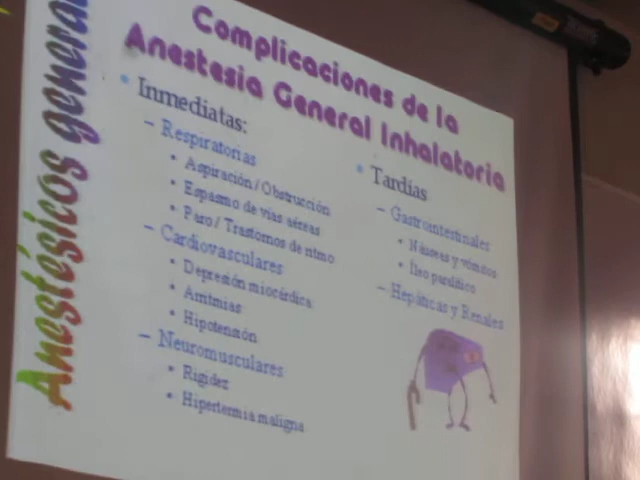 Complicaciones de la
Anestesia General Inhalatoria
Anestésicos general
• Inmediatas:
– Respiratorias
• Aspiración / Obstrucción
• Espasmo de vías aéreas
• Paro / Trastornos de ritmo
– Cardiovasculares
• Depresión miocárdica
• Arritmias
• Hipotensión
– Neuromusculares
• Rigidez
• Hipertermia maligna
• Tardías
– Gastrointestinales
• Náuseas y vómitos
• Íleo paralítico
– Hepáticas y Renales